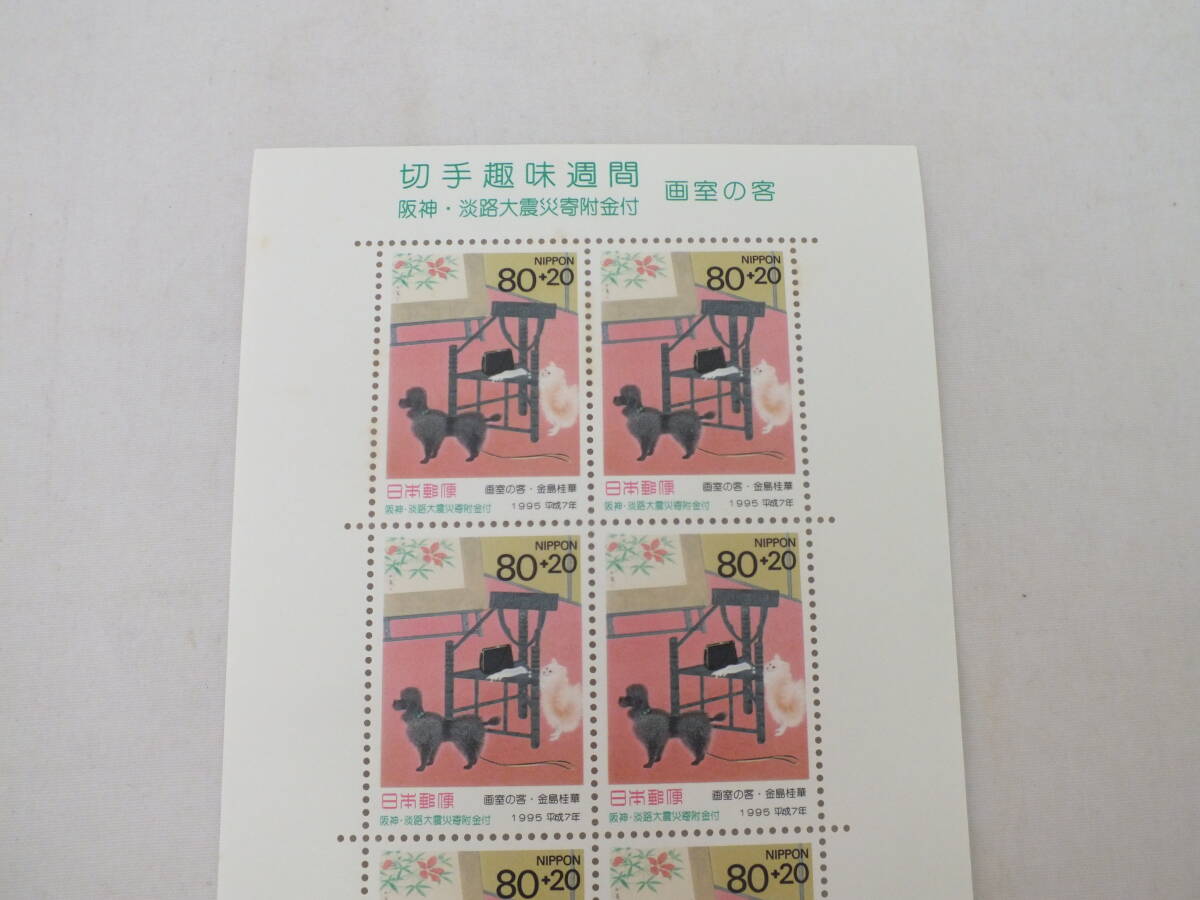 切手趣味週間
阪神・淡路大震災寄附金付
画室の客
NIPPON
80+20
日本郵便
画室の客・金島桂華
阪神・淡路大震災寄附金付
1995 平成7年
NIPPON
80+20
日本郵便
画室の客・金島桂華
阪神・淡路大震災寄附金付
1995 平成7年
NIPPON
80+20
日本郵便
画室の客・金島桂華
阪神・淡路大震災寄附金付
1995 平成7年
NIPPON
80+20
日本郵便
画室の客・金島桂華
阪神・淡路大震災寄附金付
1995 平成7年
NIPPON
80+20
NIPPON
80+20